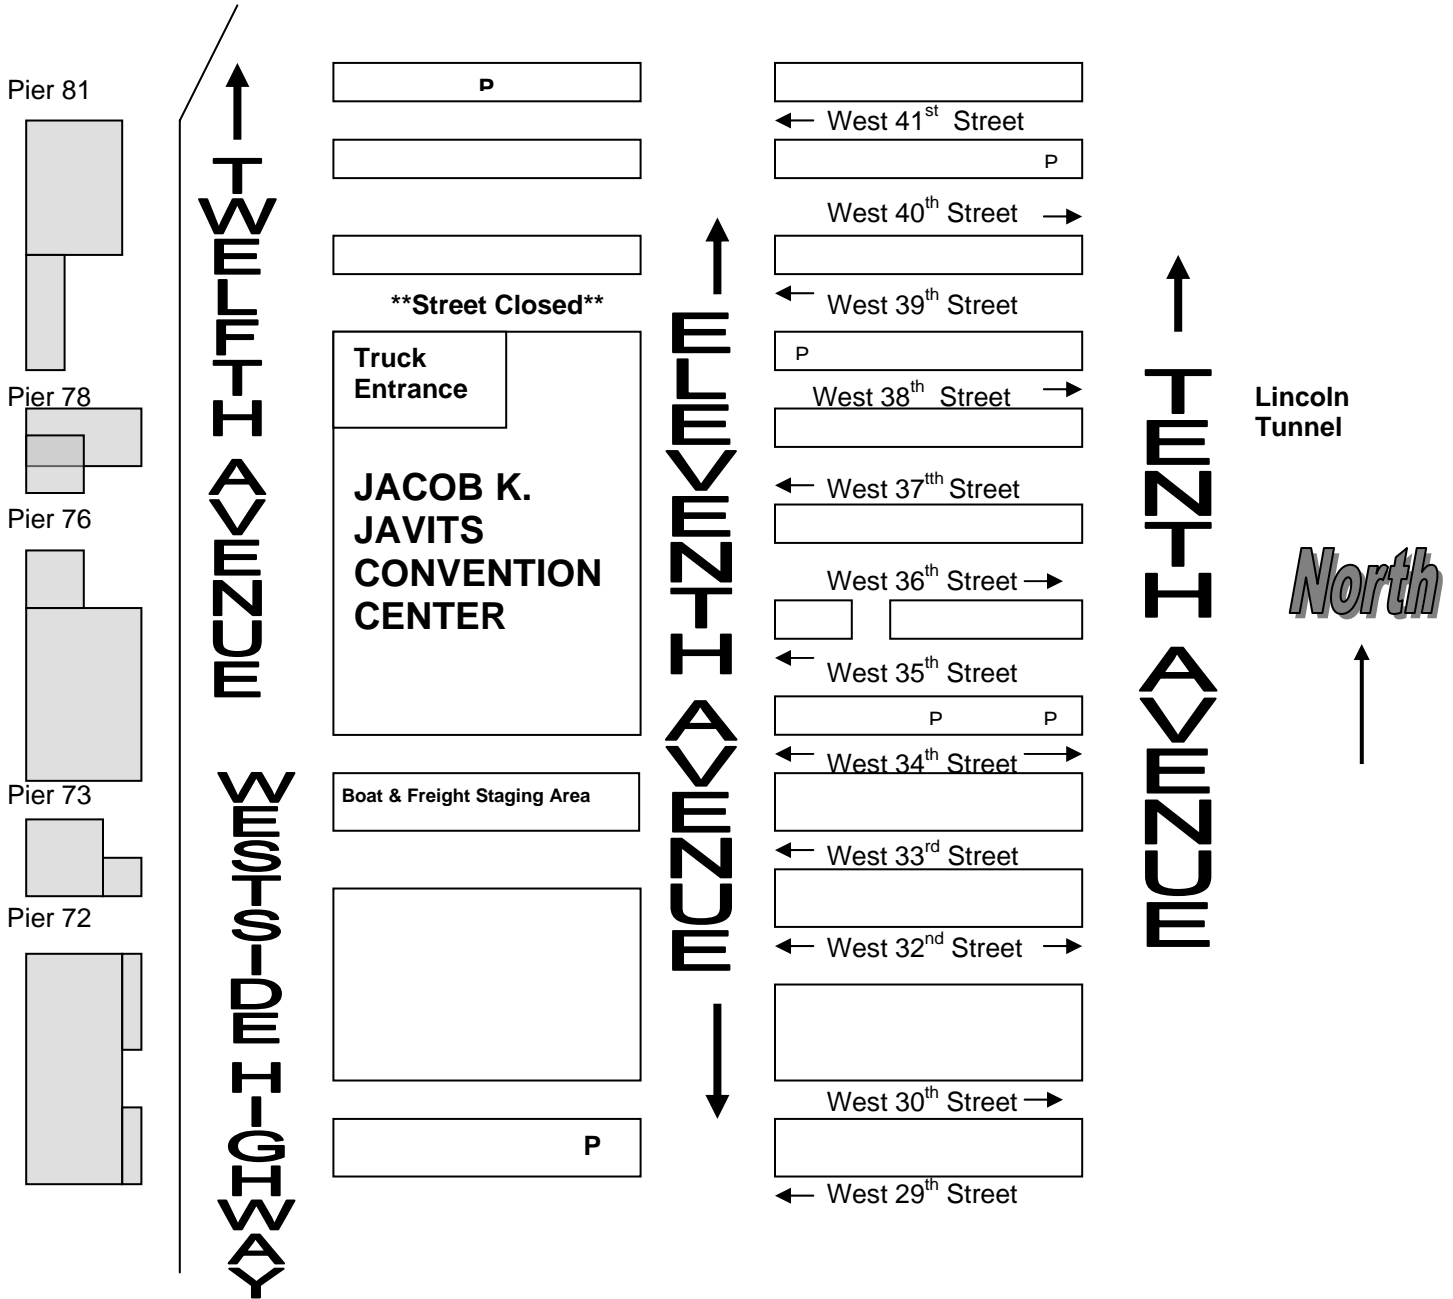 Pier 81
Pier 78
Pier 76
Pier 73
Pier 72
TWELFTH AVENUE
WESTSIDE HIGHWAY
P
**Street Closed**
Truck
Entrance
JACOB K.
JAVITS
CONVENTION
CENTER
Boat & Freight Staging Area
P
ELEVENTH AVENUE
West 41st Street
P
West 40th Street
West 39th Street
P
West 38th Street
West 37tth Street
West 36th Street
West 35th Street
P
P
West 34th Street
West 33rd Street
West 32nd Street
West 30th Street
West 29th Street
TENTH AVENUE
Lincoln
Tunnel
North